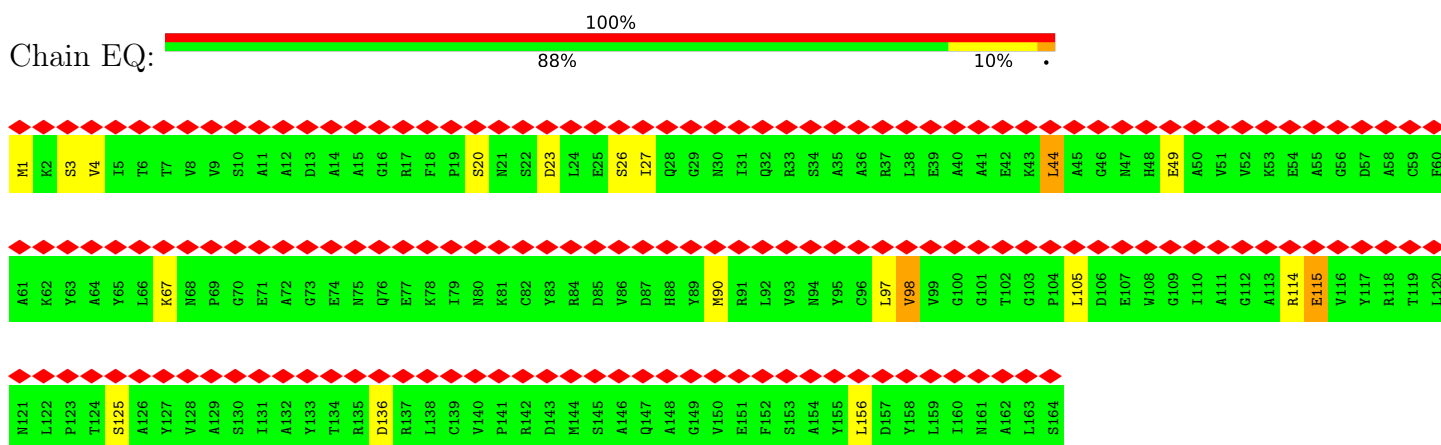 100%
Chain EQ:
88% 10% •
M1 K2 S3 V4 I5 T6 T7 V8 V9 S10 A11 A12 D13 A14 A15 G16 R17 F18 P19 S20 N21 S22 D23 L24 E25 S26 I27 Q28 G29 N30 I31 Q32 R33 S34 A35 A36 R37 L38 E39 A40 A41 E42 K43 L44 A45 G46 N47 H48 E49 A50 V51 V52 K53 E54 A55 G56 D57 A58 C59 F60
A61 K62 Y63 A64 Y65 L66 K67 N68 P69 G70 E71 A72 G73 E74 N75 Q76 E77 K78 I79 N80 K81 C82 Y83 R84 D85 V86 D87 H88 Y89 M90 R91 L92 V93 N94 Y95 C96 L97 V98 V99 G100 G101 T102 G103 P104 L105 D106 E107 W108 G109 I110 A111 G112 A113 R114 E115 V116 Y117 R118 T119 L120
N121 L122 P123 T124 S125 A126 Y127 V128 A129 S130 I131 A132 Y133 T134 R135 D136 R137 L138 C139 V140 P141 R142 D143 M144 S145 A146 Q147 A148 G149 V150 E151 F152 S153 A154 Y155 L156 D157 Y158 L159 I160 N161 A162 L163 S164